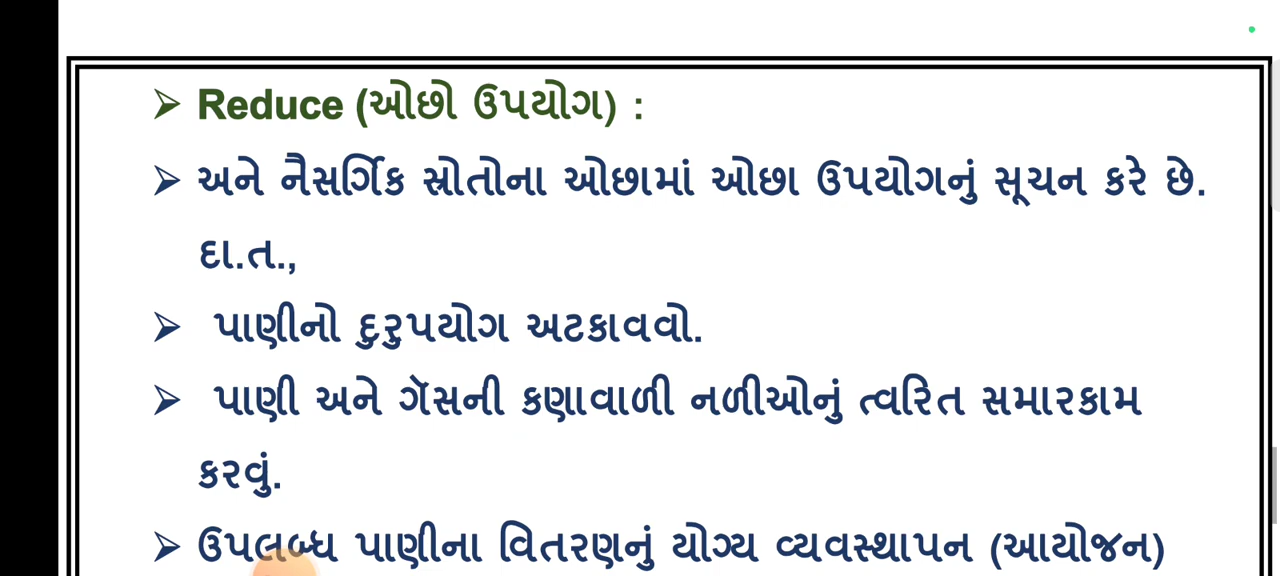 ➢ Reduce (ઓછો ઉપયોગ) :
➢ અને નૈસર્ગિક સ્રોતોના ઓછામાં ઓછા ઉપયોગનું સૂચન કરે છે.
દા.ત.,
➢ પાણીનો દુરુપયોગ અટકાવવો.
➢ પાણી અને ગૅસની કણાવાળી નળીઓનું ત્વરિત સમારકામ
કરવું.
➢ ઉપલબ્ધ પાણીના વિતરણનું યોગ્ય વ્યવસ્થાપન (આયોજન)